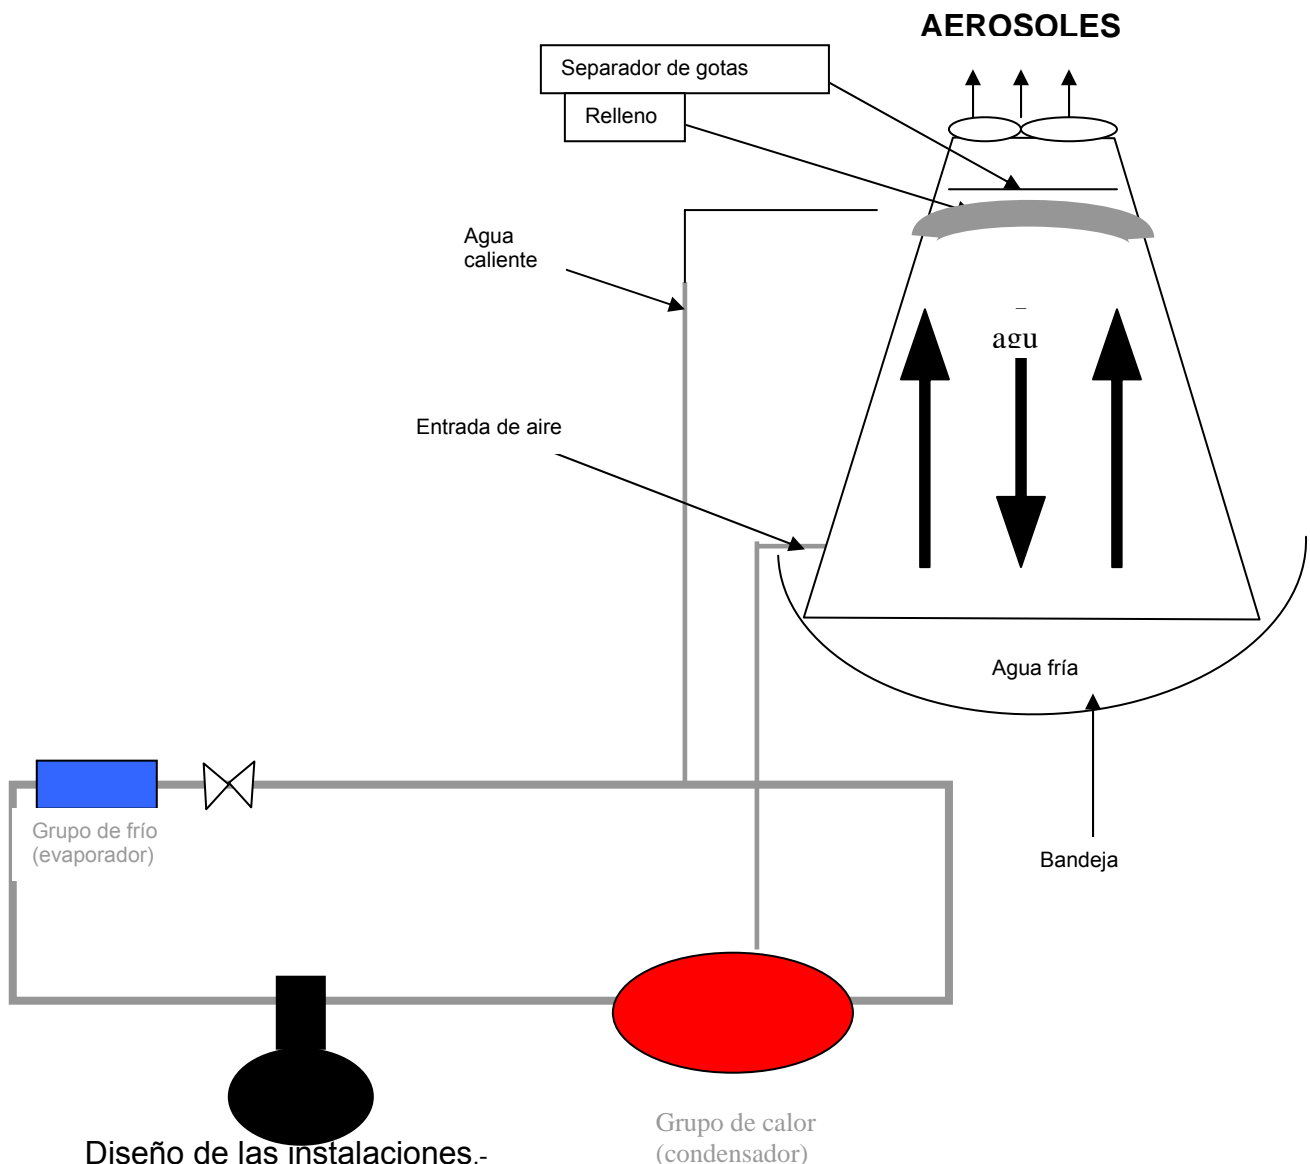 AEROSOLES
Separador de gotas
Relleno
Agua
caliente
agu
Entrada de aire
Agua fría
Grupo de frío
(evaporador)
Bandeja
Grupo de calor
(condensador)
Diseño de las instalaciones.-